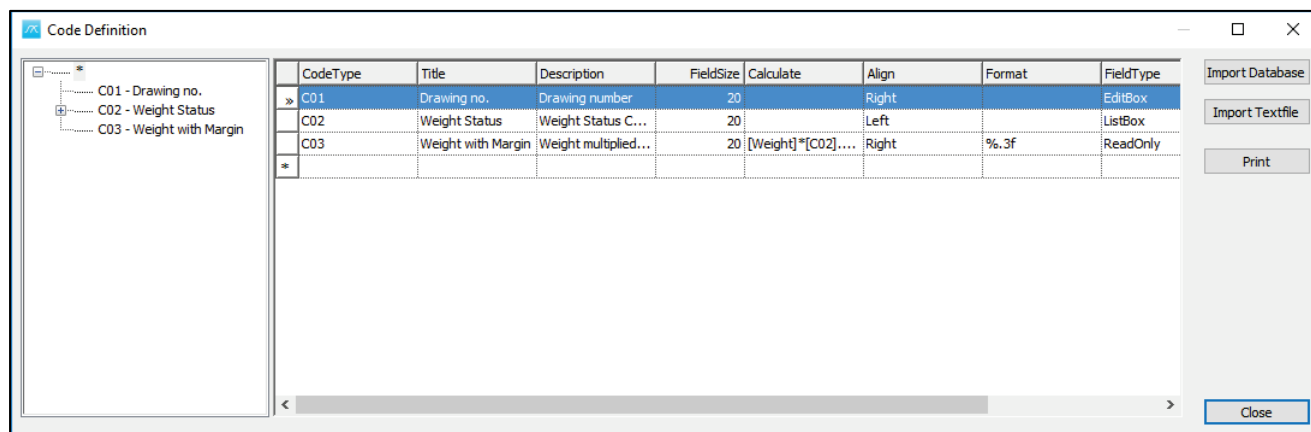 Code Definition
*
C01 - Drawing no.
C02 - Weight Status
C03 - Weight with Margin
CodeType Title Description FieldSize Calculate Align Format FieldType
» C01 Drawing no. Drawing number 20 Right EditBox
C02 Weight Status Weight Status C... 20 Left ListBox
C03 Weight with Margin Weight multiplied... 20 [Weight]*[C02].... Right %.3f ReadOnly
*
Import Database
Import Textfile
Print
Close